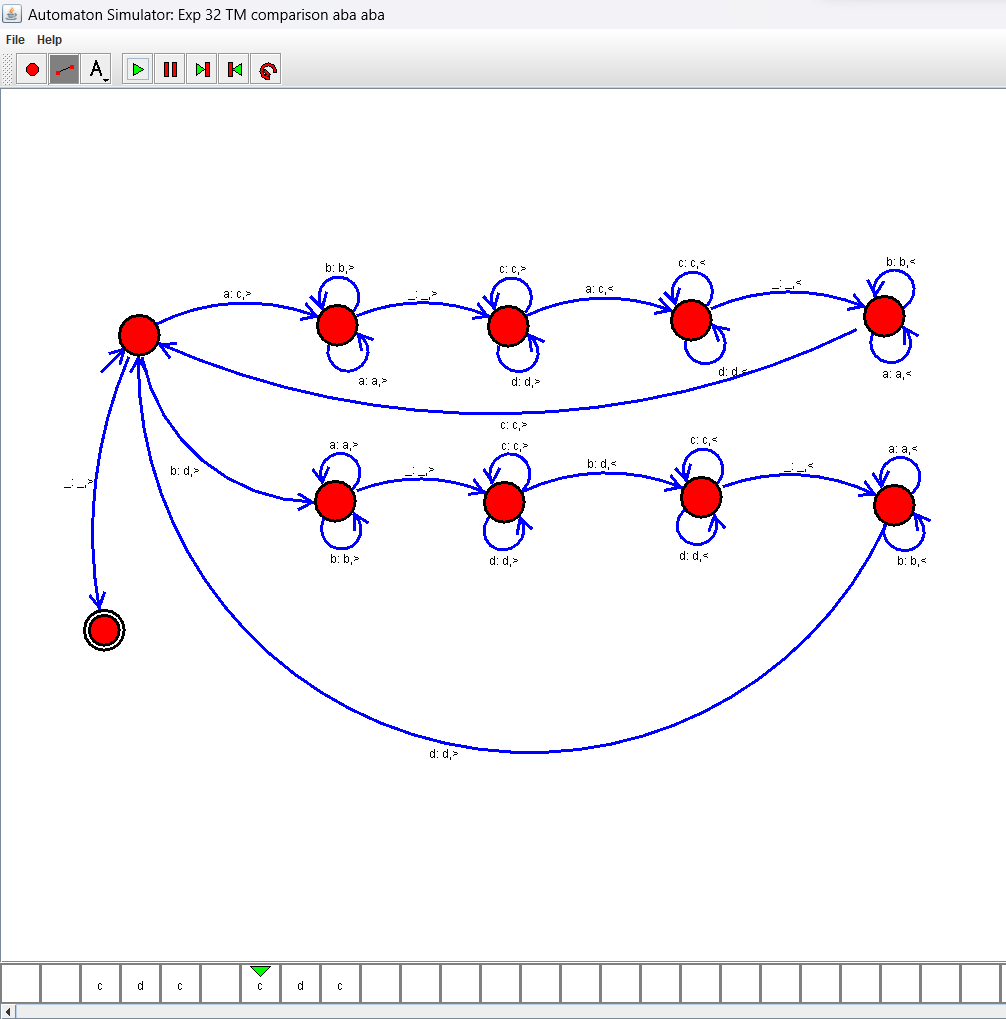 Automaton Simulator: Exp 32 TM comparison aba aba
File Help
A
b: b,> c: c,> c: c,< b: b,<
a: c,> _: _,> a: c,< _: _,<
a: a,> d: d,> d: d,< a: a,<
c: c,>
a: a,> c: c,> c: c,< a: a,<
b: d,> _: _,> b: d,< _: _,<
_: _,>
b: b,> d: d,> d: d,< b: b,<
d: d,>
c d c c d c